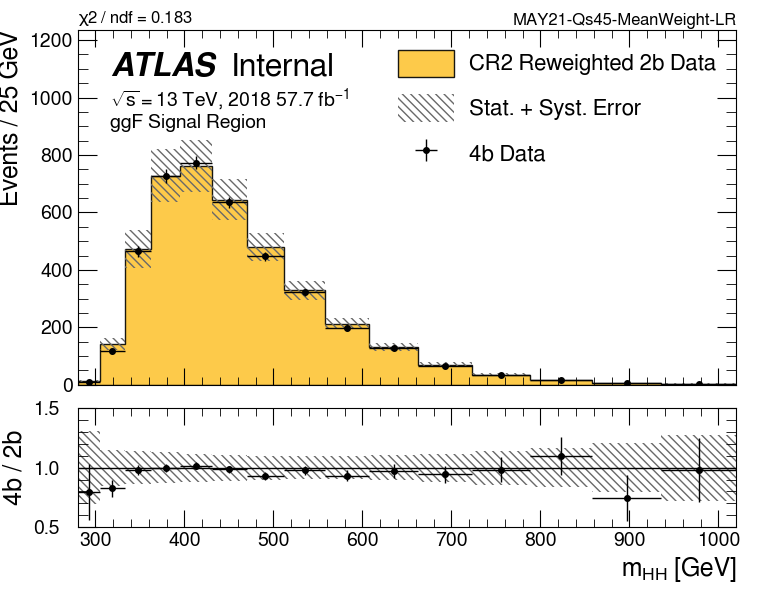 χ2 / ndf = 0.183
MAY21-Qs45-MeanWeight-LR
ATLAS Internal
√s = 13 TeV, 2018 57.7 fb−1
ggF Signal Region
CR2 Reweighted 2b Data
Stat. + Syst. Error
4b Data
Events / 25 GeV
1200
1000
800
600
400
200
0
4b / 2b
1.5
1.0
0.5
300 400 500 600 700 800 900 1000
mHH [GeV]